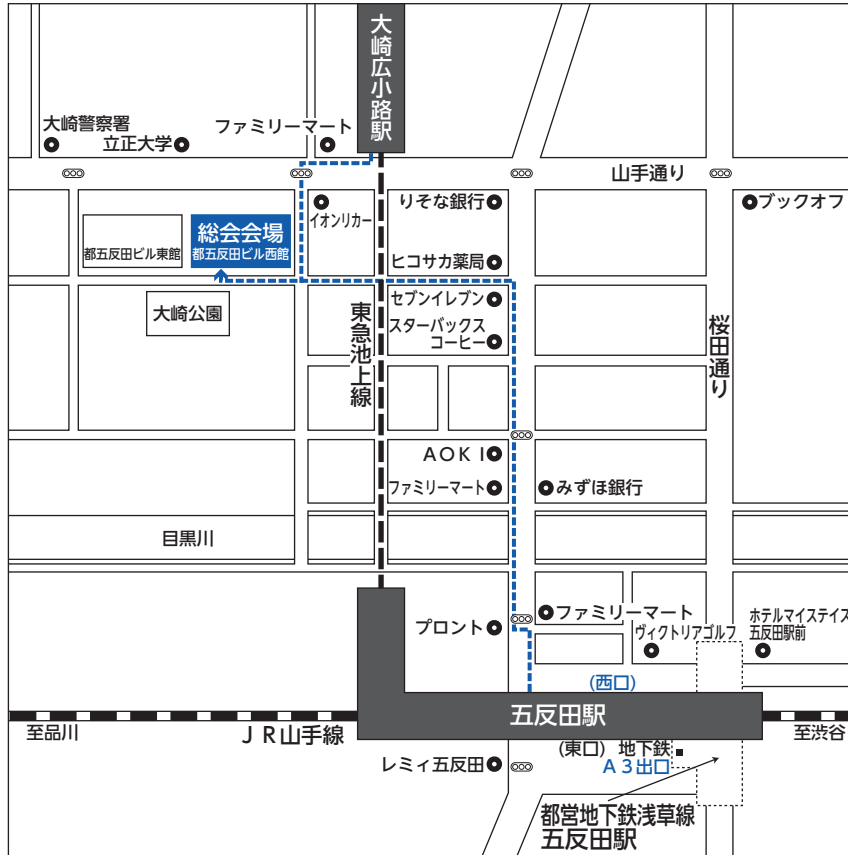 大崎広小路駅
大崎警察署
立正大学
ファミリーマート
山手通り
イオンリカー
りそな銀行
ブックオフ
総会会場
都五反田ビル西館
都五反田ビル東館
ヒコサカ薬局
大崎公園
セブンイレブン
スターバックス
コーヒー
東急池上線
桜田通り
AOKI
ファミリーマート
みずほ銀行
目黒川
プロント
ファミリーマート
ヴィクトリアゴルフ
ホテルマイステイズ
五反田駅前
(西口)
五反田駅
至品川
JR山手線
至渋谷
(東口)
地下鉄
A3出口
レミィ五反田
都営地下鉄浅草線
五反田駅